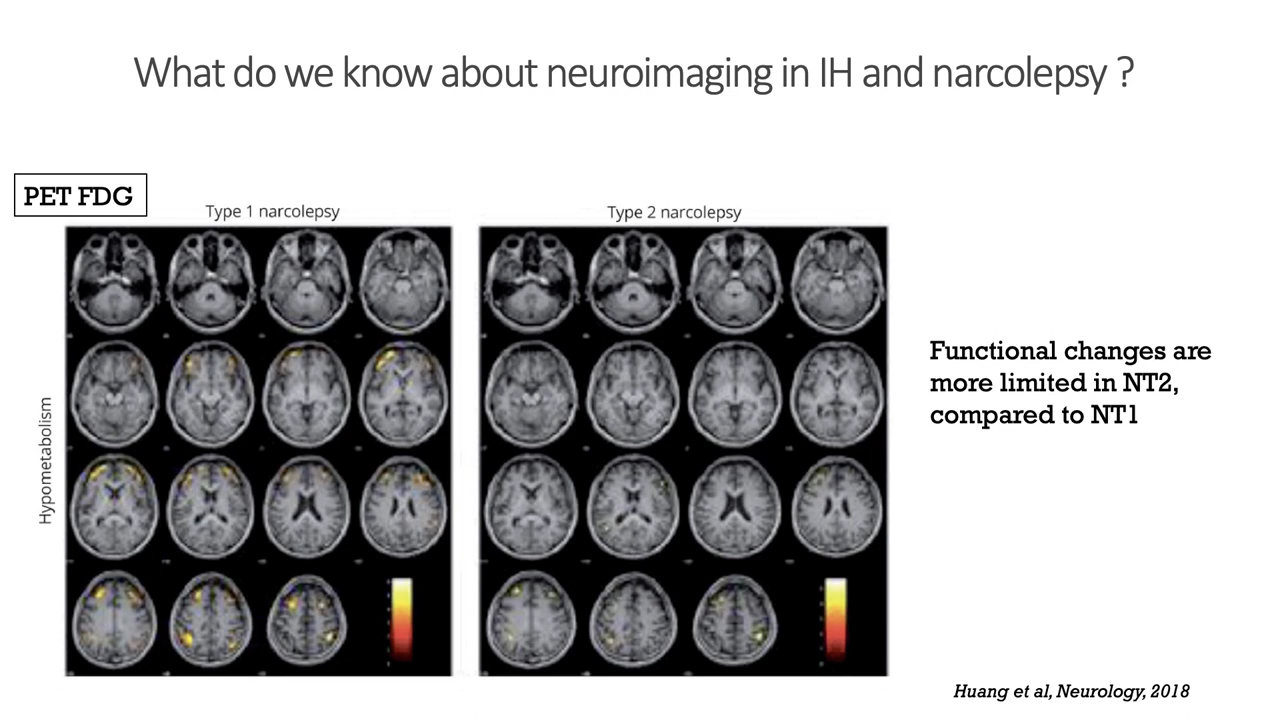 What do we know about neuroimaging in IH and narcolepsy ?
PET FDG
Type 1 narcolepsy
Type 2 narcolepsy
Hypometabolism
Functional changes are
more limited in NT2,
compared to NT1
Huang et al, Neurology, 2018